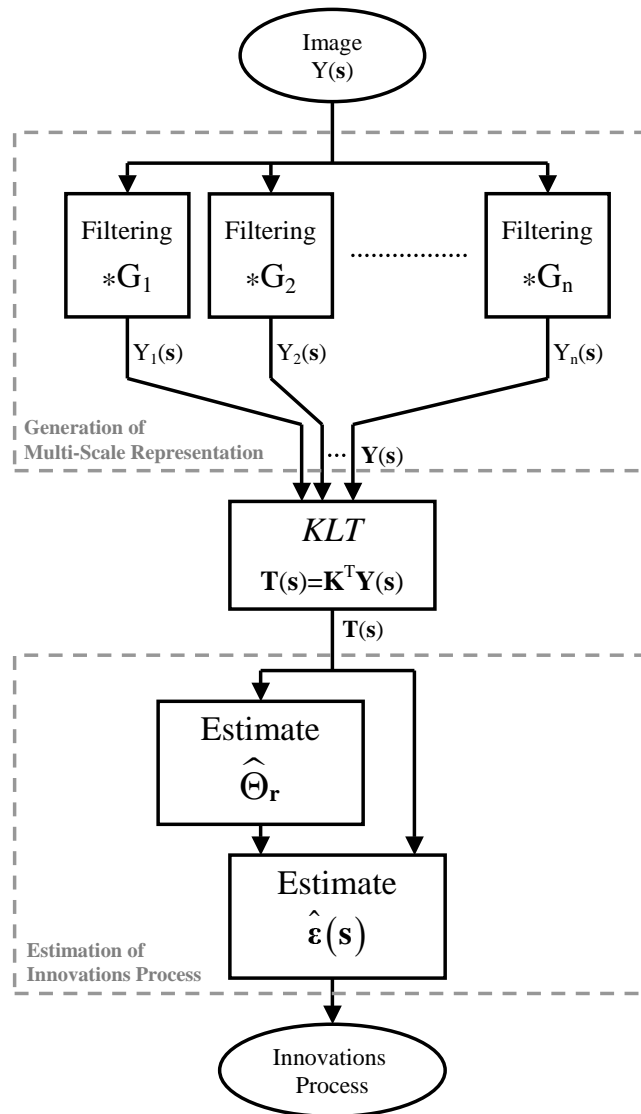 Image
Y(s)
Filtering
*G₁
Filtering
*G₂
..................
Filtering
*Gₙ
Y₁(s)
Y₂(s)
Yₙ(s)
Generation of
Multi-Scale Representation
... Y(s)
KLT
T(s)=KᵀY(s)
T(s)
Estimate
Θ̂ᵣ
Estimate
ε̂(s)
Estimation of
Innovations Process
Innovations
Process